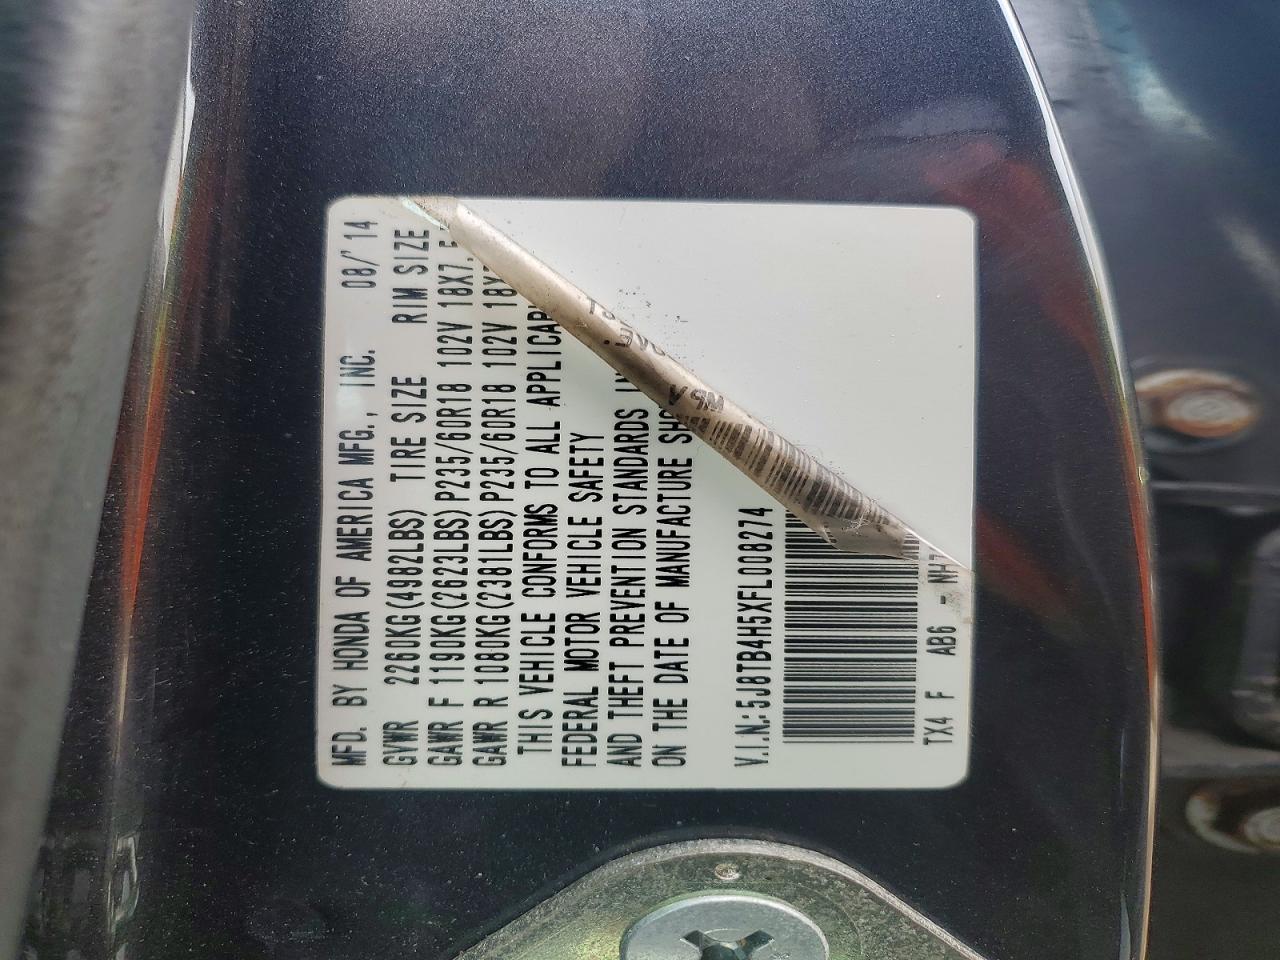 MFD. BY HONDA OF AMERICA MFG., INC. 08/'14
GVWR 2260KG(4982LBS) TIRE SIZE RIM SIZE
GAWR F 1190KG(2623LBS) P235/60R18 102V 18X7.
GAWR R 1080KG(2381LBS) P235/60R18 102V
THIS VEHICLE CONFORMS TO ALL
FEDERAL MOTOR VEHICLE SAFETY
AND THEFT PREVENTION STANDARDS
ON THE DATE OF MANUFACTURE
V.I.N.: 5J8TB4H5XFL008274
TX4 F AB6 -